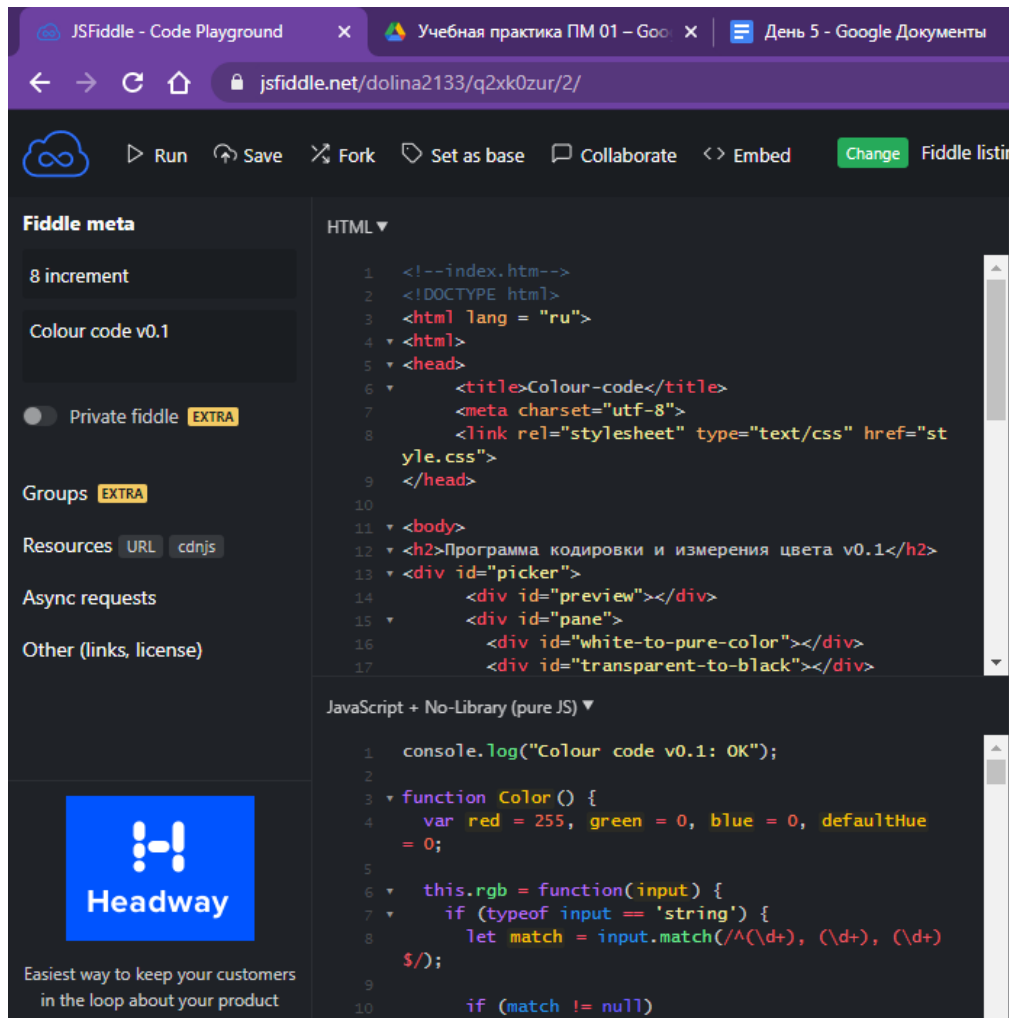 JSFiddle - Code Playground
Учебная практика ПМ 01 – Goo
День 5 - Google Документы
jsfiddle.net/dolina2133/q2xk0zur/2/
Run Save Fork Set as base Collaborate Embed Change Fiddle listin
Fiddle meta
8 increment
Colour code v0.1
Private fiddle EXTRA
Groups EXTRA
Resources URL cdnjs
Async requests
Other (links, license)
Headway
Easiest way to keep your customers
in the loop about your product
HTML ▼
1 <!--index.htm-->
2 <!DOCTYPE html>
3 <html lang = "ru">
4 <html>
5 <head>
6 <title>Colour-code</title>
7 <meta charset="utf-8">
8 <link rel="stylesheet" type="text/css" href="st
yle.css">
9 </head>
10
11 <body>
12 <h2>Программа кодировки и измерения цвета v0.1</h2>
13 <div id="picker">
14 <div id="preview"></div>
15 <div id="pane">
16 <div id="white-to-pure-color"></div>
17 <div id="transparent-to-black"></div>
JavaScript + No-Library (pure JS) ▼
1 console.log("Colour code v0.1: OK");
2
3 function Color() {
4 var red = 255, green = 0, blue = 0, defaultHue
= 0;
5
6 this.rgb = function(input) {
7 if (typeof input == 'string') {
8 let match = input.match(/^(\d+), (\d+), (\d+)
$/);
9
10 if (match != null)